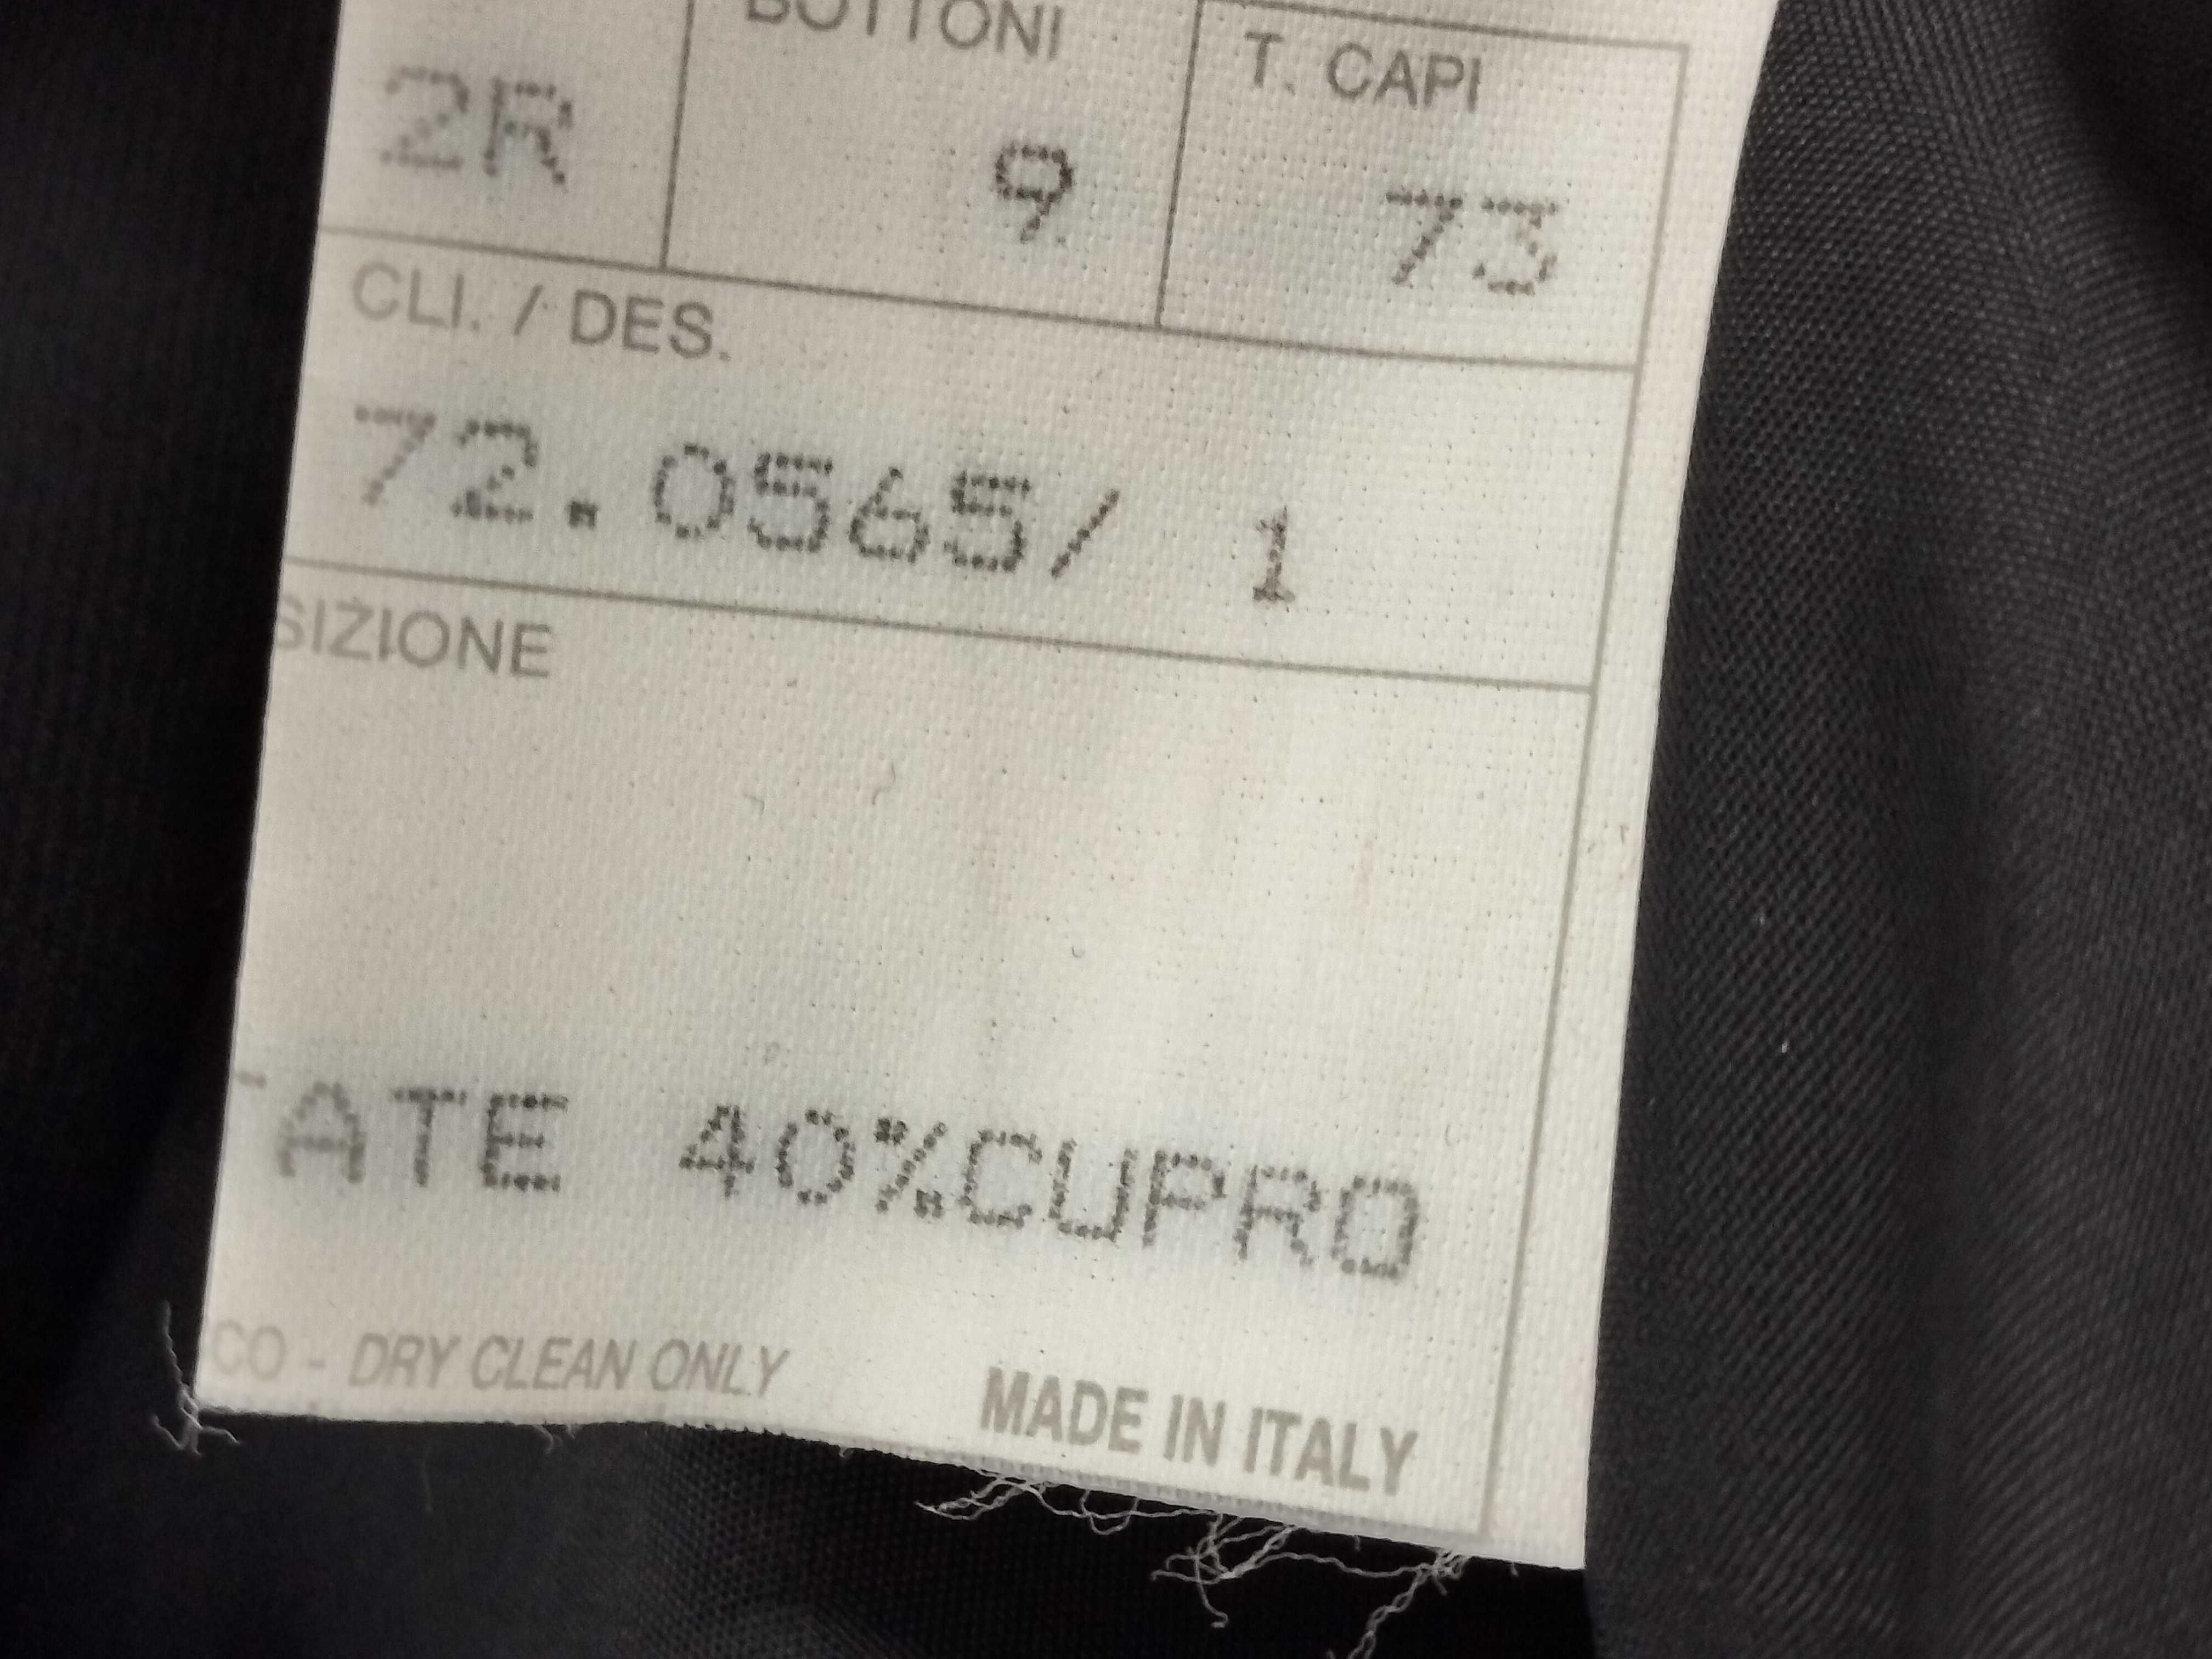 BOTTONI T. CAPI
2R 9 73
CLI. / DES.
72.0565/ 1
SIZIONE
TATE 40%CUPRO
CO - DRY CLEAN ONLY MADE IN ITALY